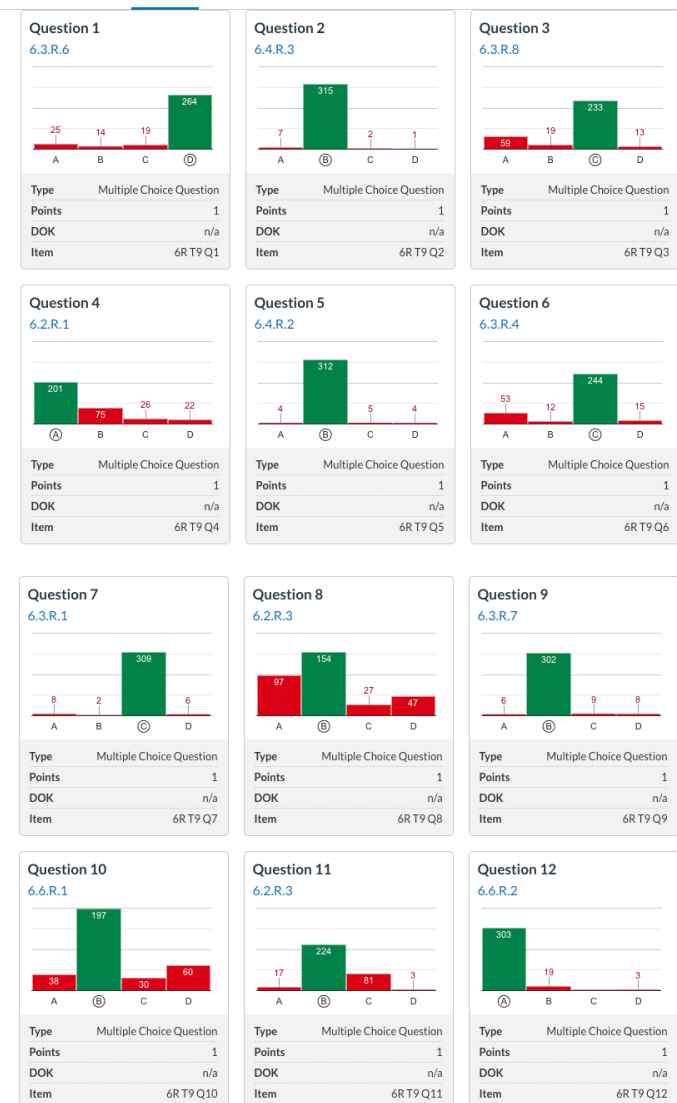 Question 1
6.3.R.6
25 14 19 264
A B C Ⓓ
Type Multiple Choice Question
Points 1
DOK n/a
Item 6R T9 Q1
Question 2
6.4.R.3
7 315 2 1
A Ⓑ C D
Type Multiple Choice Question
Points 1
DOK n/a
Item 6R T9 Q2
Question 3
6.3.R.8
59 19 233 13
A B Ⓒ D
Type Multiple Choice Question
Points 1
DOK n/a
Item 6R T9 Q3
Question 4
6.2.R.1
201 75 26 22
Ⓐ B C D
Type Multiple Choice Question
Points 1
DOK n/a
Item 6R T9 Q4
Question 5
6.4.R.2
4 312 5 4
A Ⓑ C D
Type Multiple Choice Question
Points 1
DOK n/a
Item 6R T9 Q5
Question 6
6.3.R.4
53 12 244 15
A B Ⓒ D
Type Multiple Choice Question
Points 1
DOK n/a
Item 6R T9 Q6
Question 7
6.3.R.1
8 2 309 6
A B Ⓒ D
Type Multiple Choice Question
Points 1
DOK n/a
Item 6R T9 Q7
Question 8
6.2.R.3
97 154 27 47
A Ⓑ C D
Type Multiple Choice Question
Points 1
DOK n/a
Item 6R T9 Q8
Question 9
6.3.R.7
6 302 9 8
A Ⓑ C D
Type Multiple Choice Question
Points 1
DOK n/a
Item 6R T9 Q9
Question 10
6.6.R.1
38 197 30 60
A Ⓑ C D
Type Multiple Choice Question
Points 1
DOK n/a
Item 6R T9 Q10
Question 11
6.2.R.3
17 224 81 3
A Ⓑ C D
Type Multiple Choice Question
Points 1
DOK n/a
Item 6R T9 Q11
Question 12
6.6.R.2
303 19 3
Ⓐ B C D
Type Multiple Choice Question
Points 1
DOK n/a
Item 6R T9 Q12